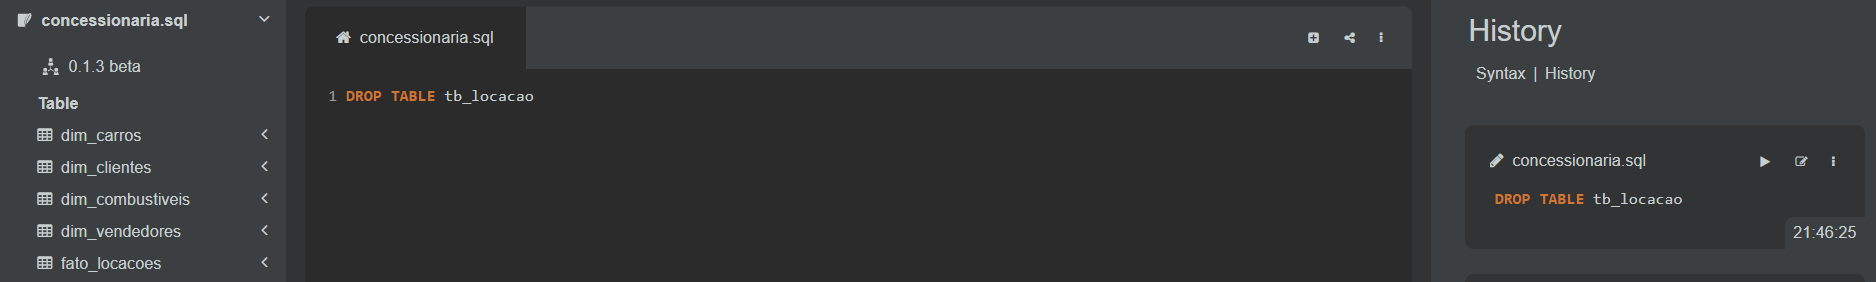 concessionaria.sql
0.1.3 beta
Table
dim_carros
dim_clientes
dim_combustiveis
dim_vendedores
fato_locacoes
concessionaria.sql
1 DROP TABLE tb_locacao
History
Syntax | History
concessionaria.sql
DROP TABLE tb_locacao
21:46:25